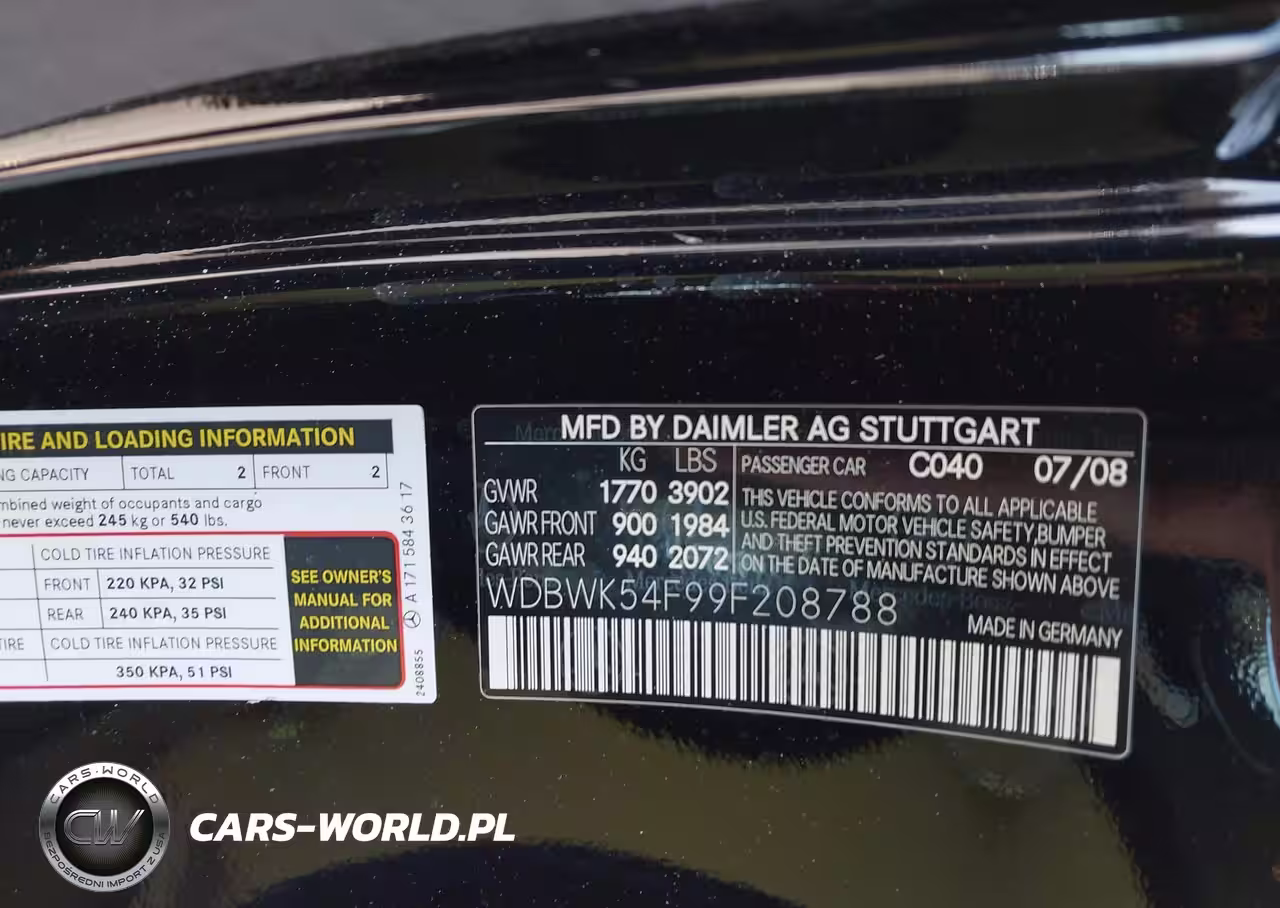 TIRE AND LOADING INFORMATION
NG CAPACITY TOTAL 2 FRONT 2
mbined weight of occupants and cargo
never exceed 245 kg or 540 lbs.
COLD TIRE INFLATION PRESSURE
FRONT 220 KPA, 32 PSI
REAR 240 KPA, 35 PSI
TIRE COLD TIRE INFLATION PRESSURE
350 KPA, 51 PSI
SEE OWNER'S
MANUAL FOR
ADDITIONAL
INFORMATION
A 171 584 36 17
2408855
MFD BY DAIMLER AG STUTTGART
KG LBS
GVWR 1770 3902
GAWR FRONT 900 1984
GAWR REAR 940 2072
PASSENGER CAR C040 07/08
THIS VEHICLE CONFORMS TO ALL APPLICABLE
U.S. FEDERAL MOTOR VEHICLE SAFETY,BUMPER
AND THEFT PREVENTION STANDARDS IN EFFECT
ON THE DATE OF MANUFACTURE SHOWN ABOVE
WDBWK54F99F208788
MADE IN GERMANY
CARS-WORLD
CW
BEZPOŚREDNI IMPORT Z USA
CARS-WORLD.PL